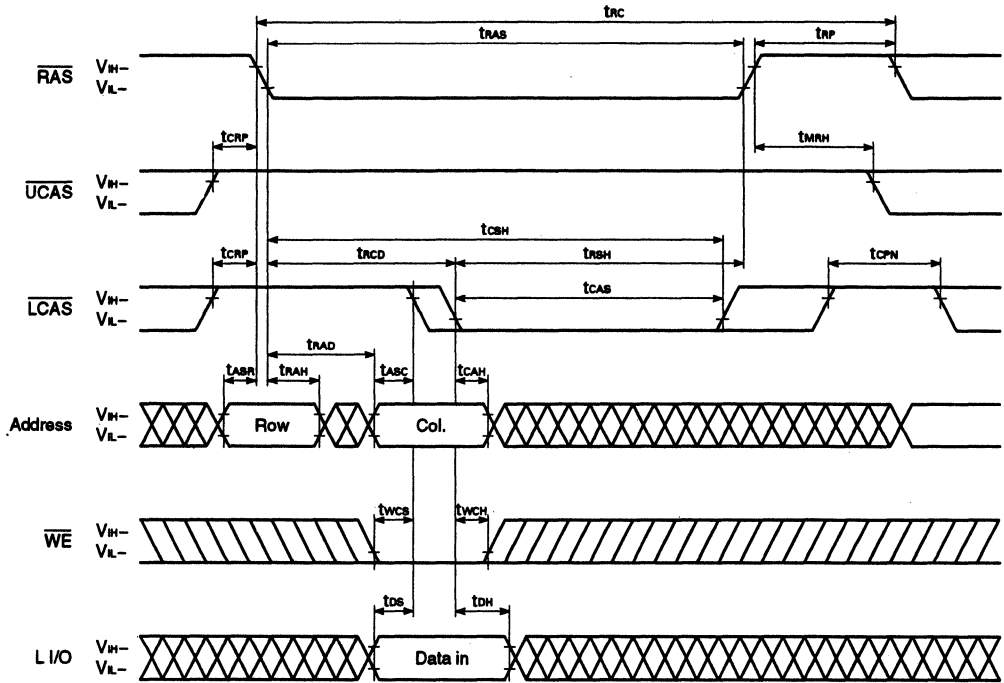 tRC
tRAS tRP
RAS VIH–
VIL–
tCRP tMRH
UCAS VIH–
VIL–
tCSH
tCRP tRCD tRSH tCPN
tCAS
LCAS VIH–
VIL–
tRAD
tASR tRAH tASC tCAH
Address VIH– Row Col.
VIL–
tWCS tWCH
WE VIH–
VIL–
tDS tDH
L I/O VIH– Data in
VIL–